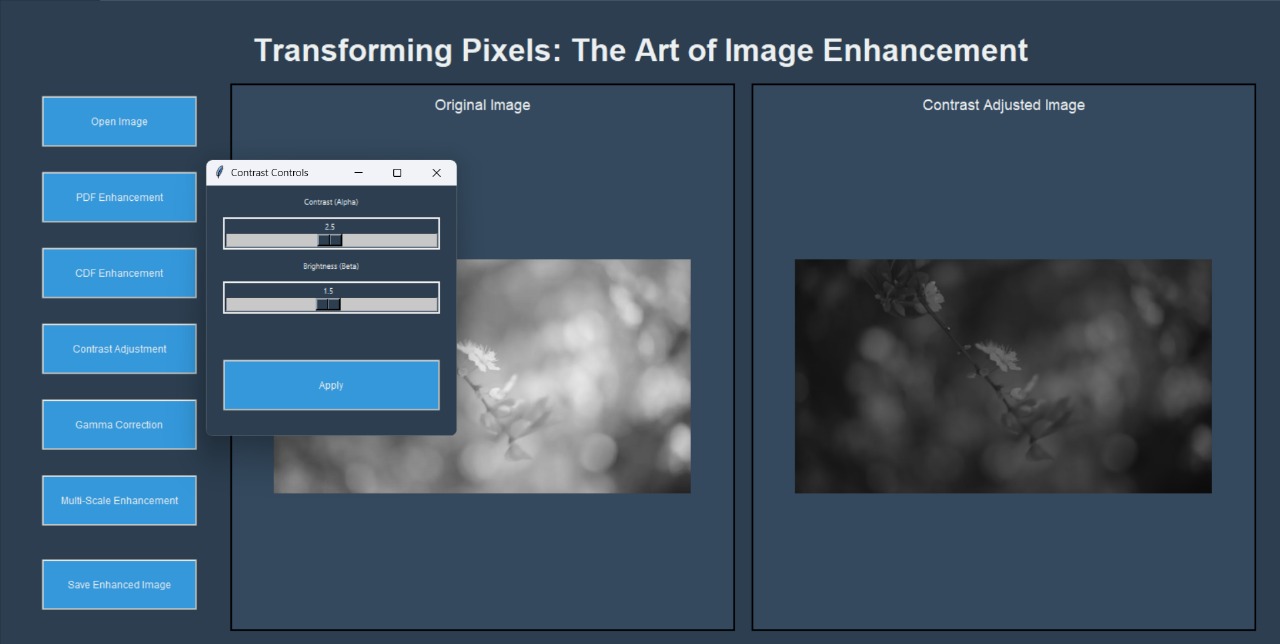 Transforming Pixels: The Art of Image Enhancement
Open Image
PDF Enhancement
CDF Enhancement
Contrast Adjustment
Gamma Correction
Multi-Scale Enhancement
Save Enhanced Image
Original Image
Contrast Controls
Contrast (Alpha)
2.5
Brightness (Beta)
1.5
Apply
Contrast Adjusted Image